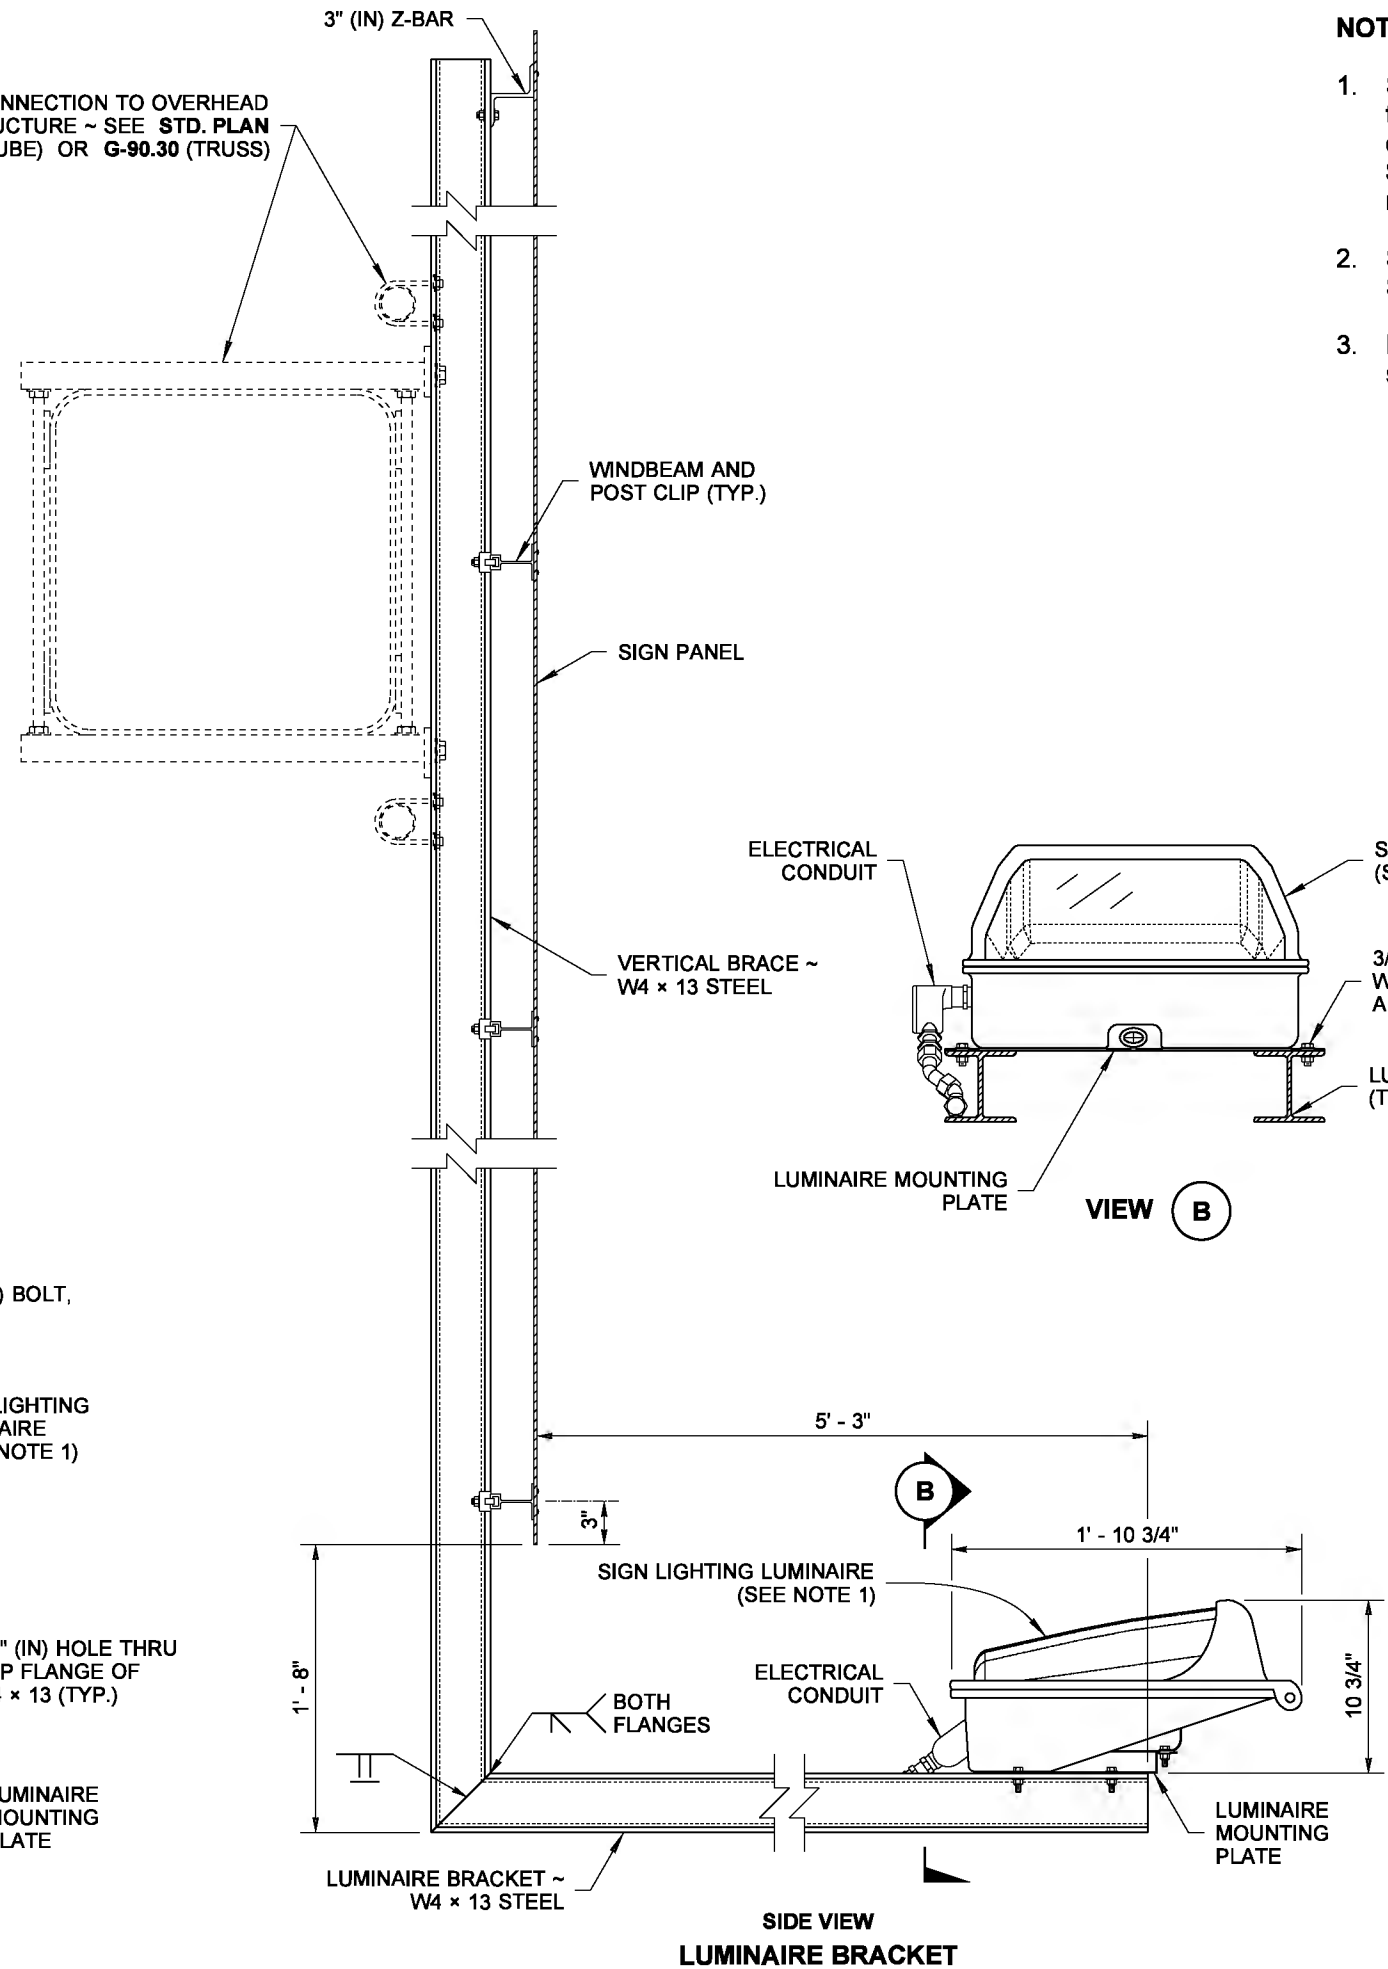 3" (IN) Z-BAR
NNECTION TO OVERHEAD
UCTURE ~ SEE STD. PLAN
UBE) OR G-90.30 (TRUSS)
NOT
1.
2.
3.
WINDBEAM AND
POST CLIP (TYP.)
SIGN PANEL
VERTICAL BRACE ~
W4 × 13 STEEL
ELECTRICAL
CONDUIT
S
(S
3/
W
A
LU
(T
LUMINAIRE MOUNTING
PLATE
VIEW B
) BOLT,
LIGHTING
AIRE
NOTE 1)
5' - 3"
B
3"
1' - 10 3/4"
SIGN LIGHTING LUMINAIRE
(SEE NOTE 1)
10 3/4"
1' - 8"
" (IN) HOLE THRU
P FLANGE OF
× 13 (TYP.)
ELECTRICAL
CONDUIT
BOTH
FLANGES
UMINAIRE
MOUNTING
LATE
LUMINAIRE
MOUNTING
PLATE
LUMINAIRE BRACKET ~
W4 × 13 STEEL
SIDE VIEW
LUMINAIRE BRACKET